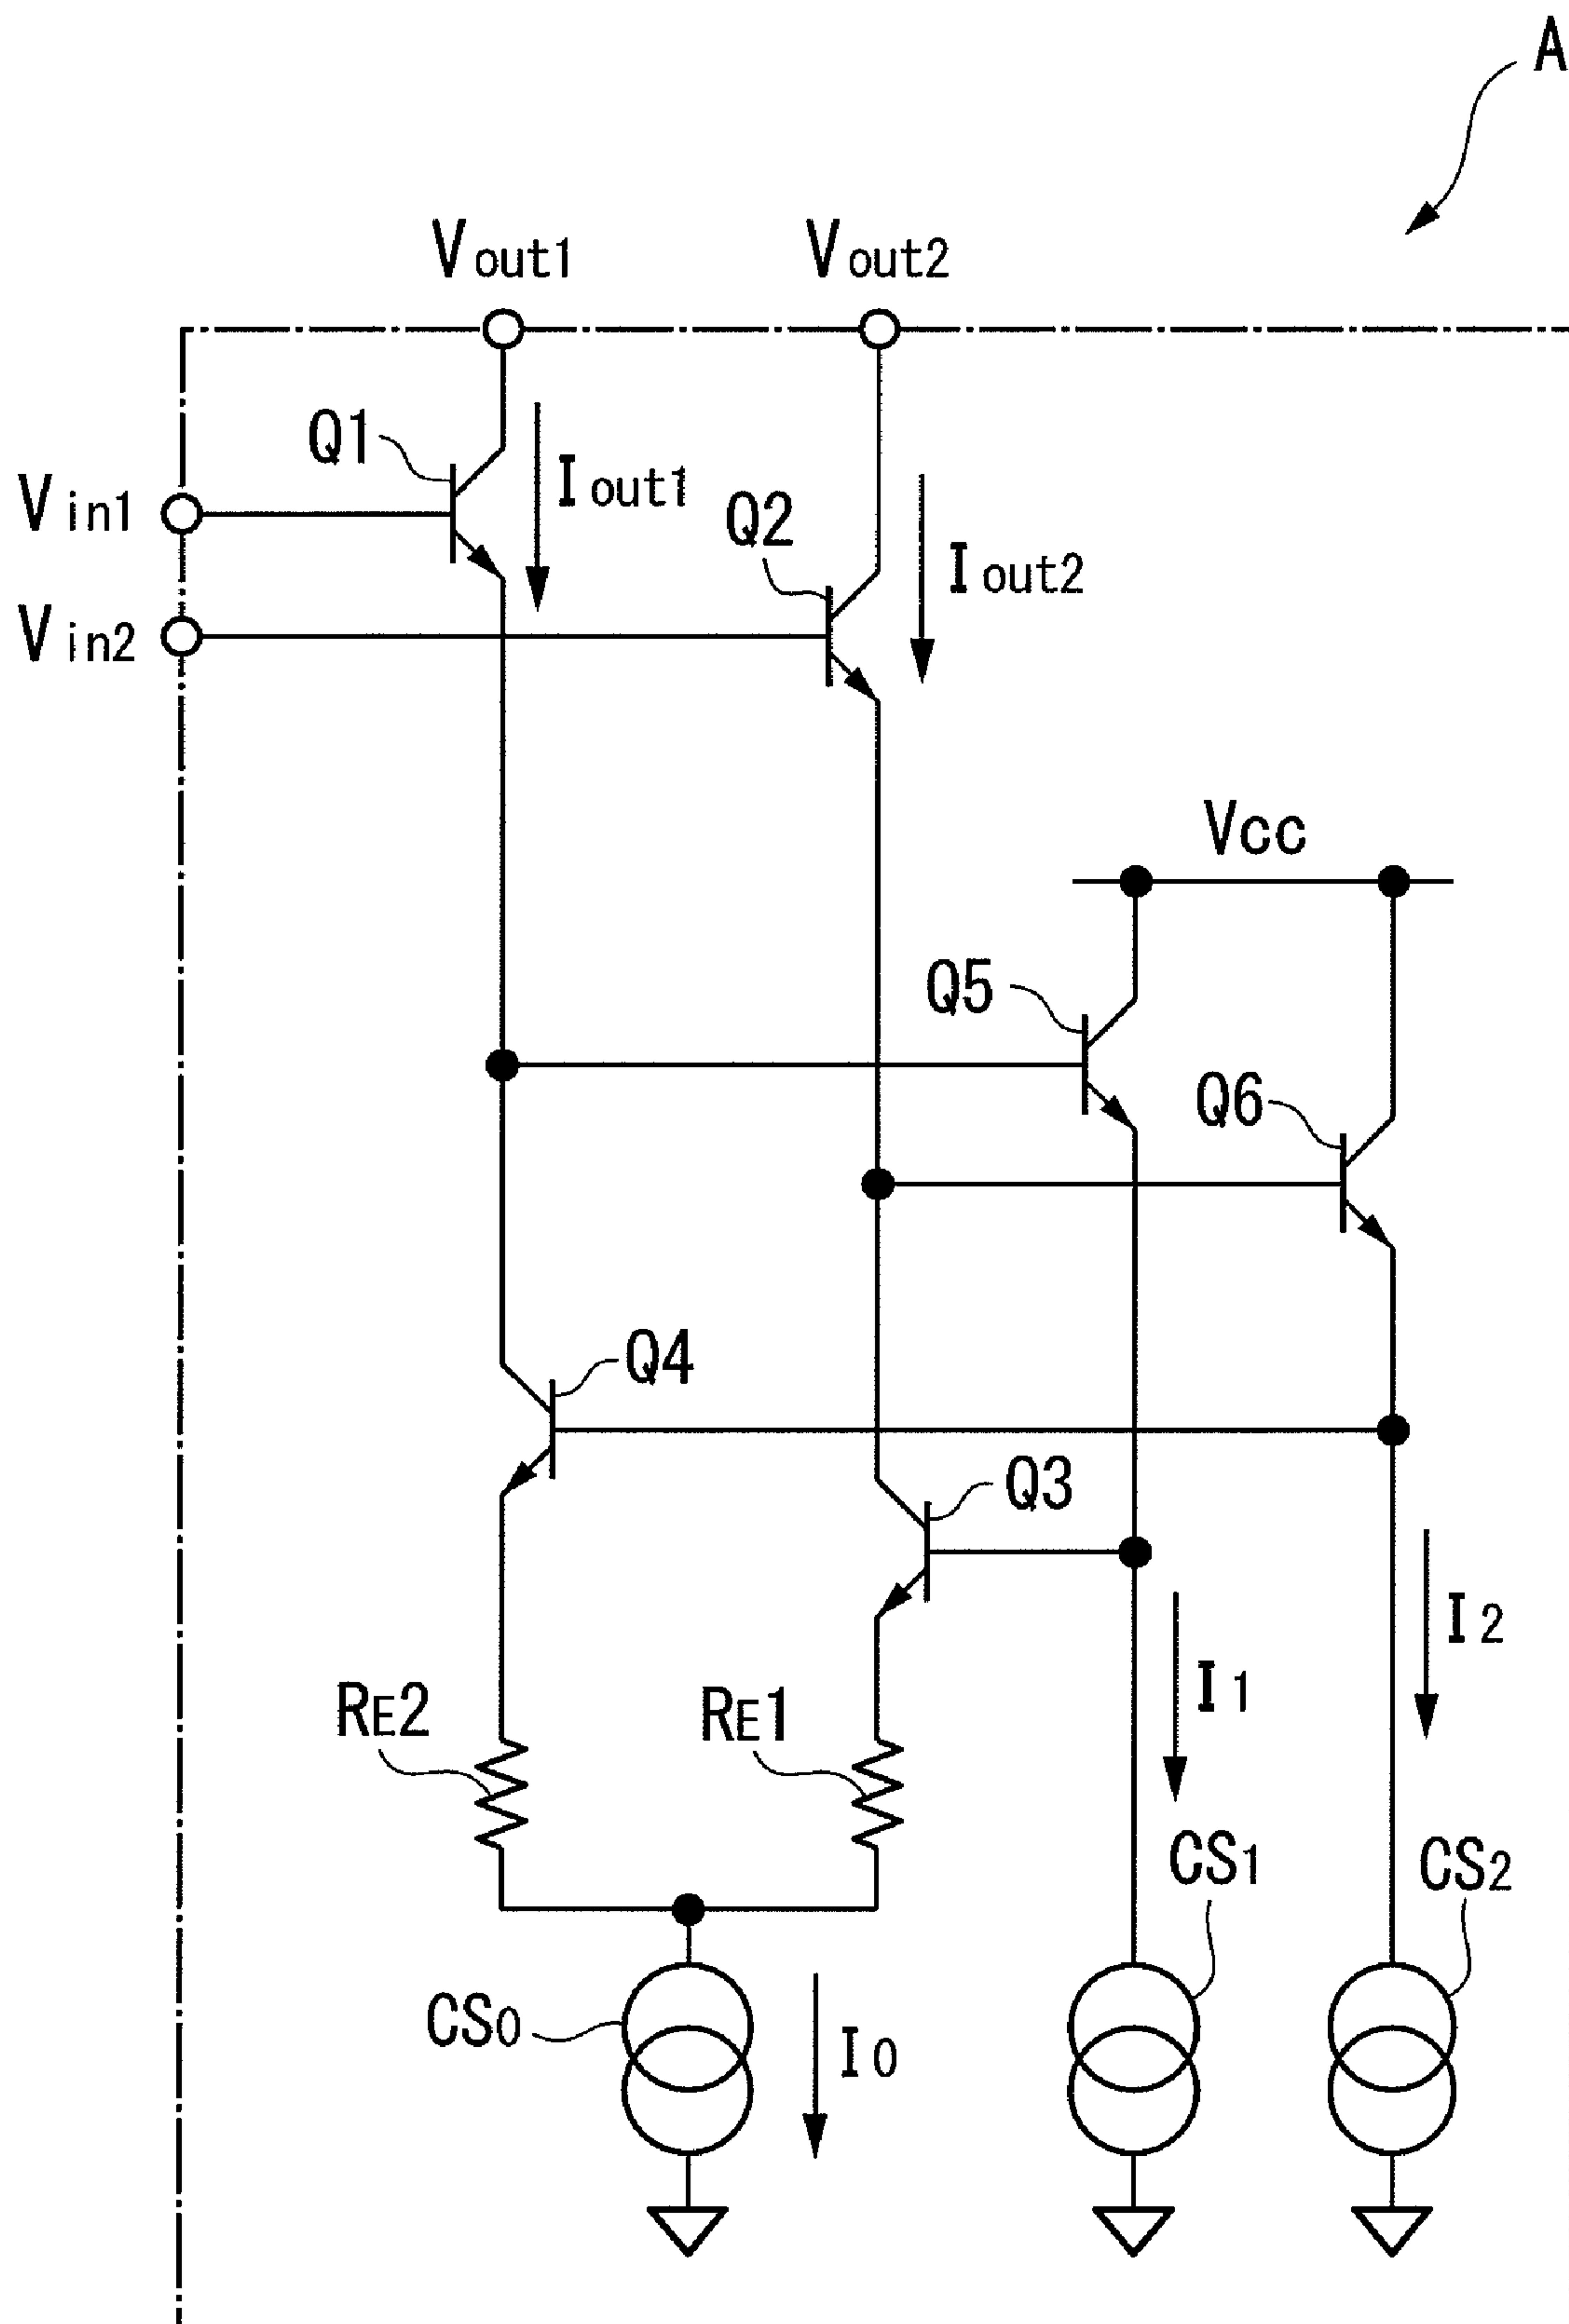 A
Vout1
Vout2
Q1
Iout1
Vin1
Q2
Iout2
Vin2
Vcc
Q5
Q6
Q4
Q3
I2
I1
RE2
RE1
CS1
CS2
CS0
I0